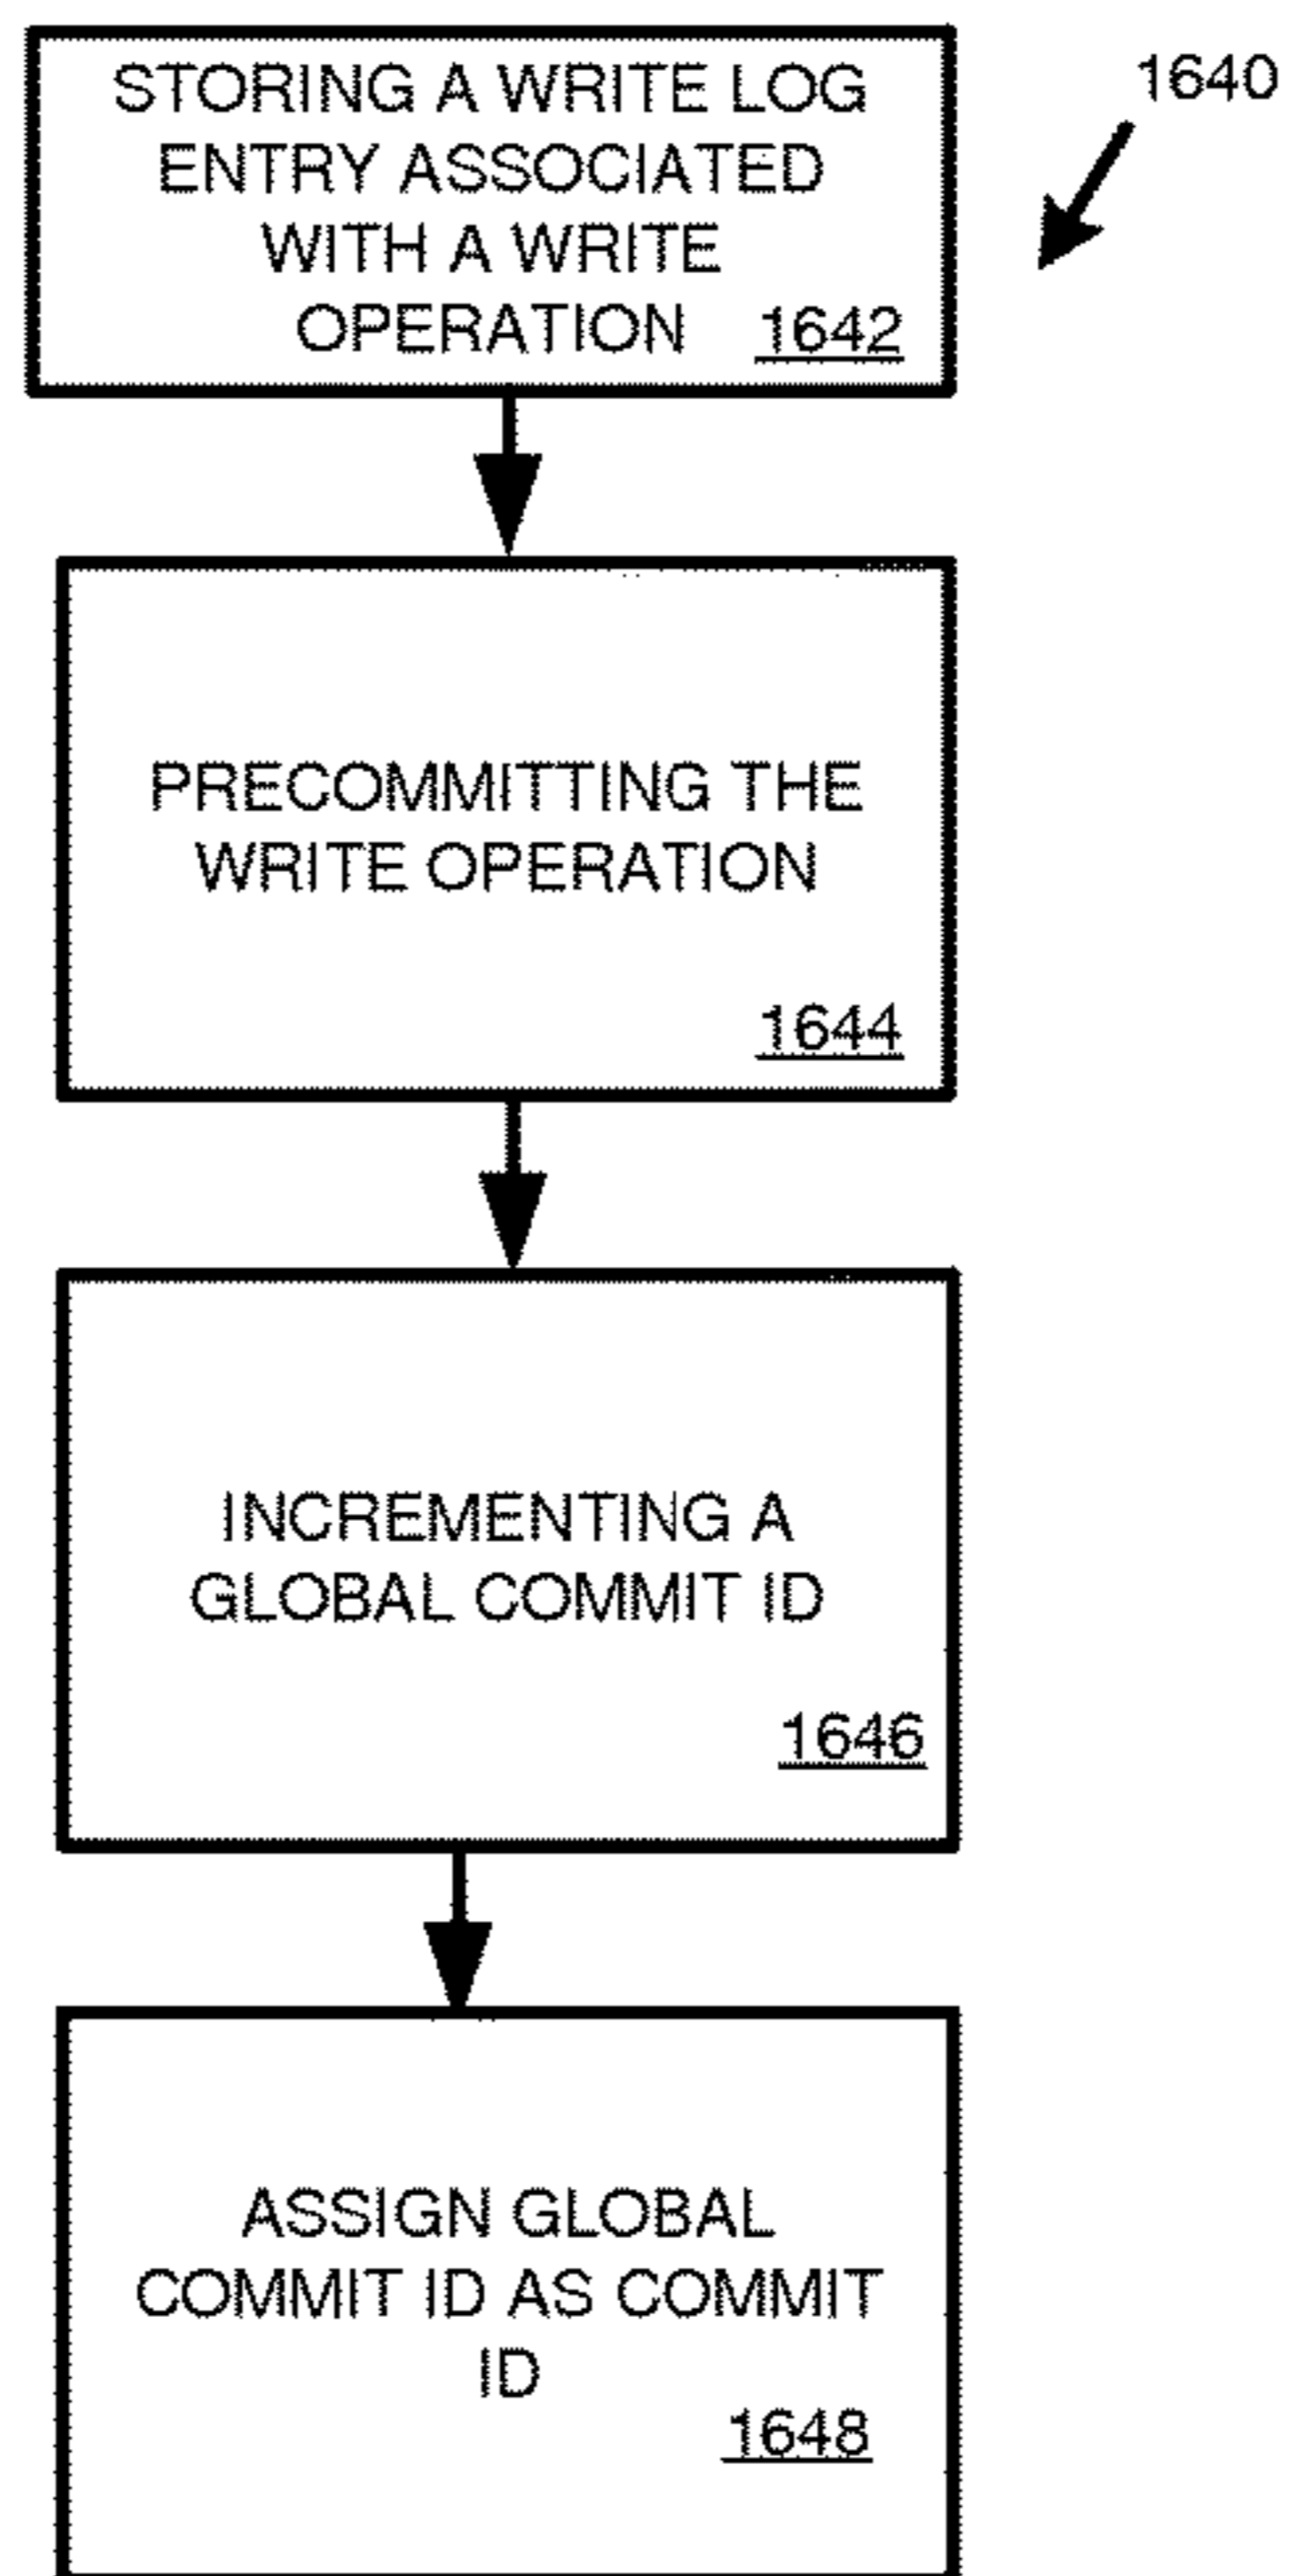 STORING A WRITE LOG
ENTRY ASSOCIATED
WITH A WRITE
OPERATION 1642
1640
PRECOMMITTING THE
WRITE OPERATION
1644
INCREMENTING A
GLOBAL COMMIT ID
1646
ASSIGN GLOBAL
COMMIT ID AS COMMIT
ID
1648